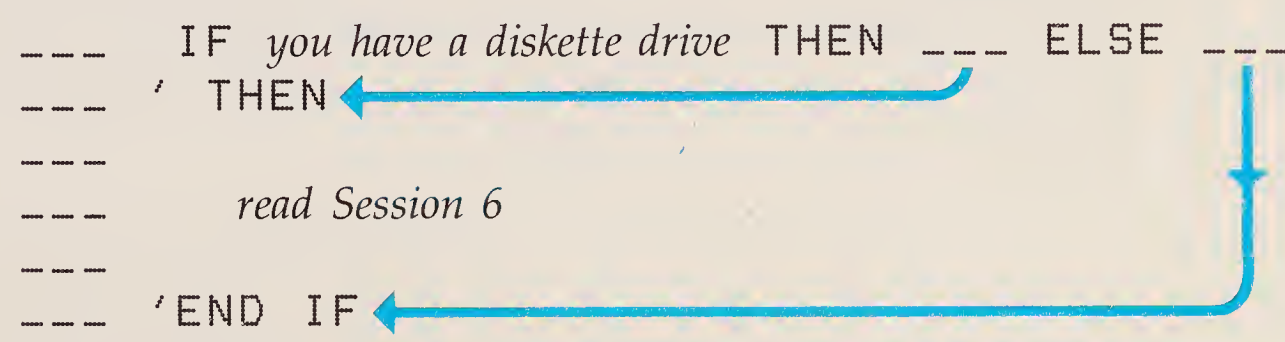 ___ IF you have a diskette drive THEN ___ ELSE ___
___ ' THEN
___
___ read Session 6
___
___ 'END IF